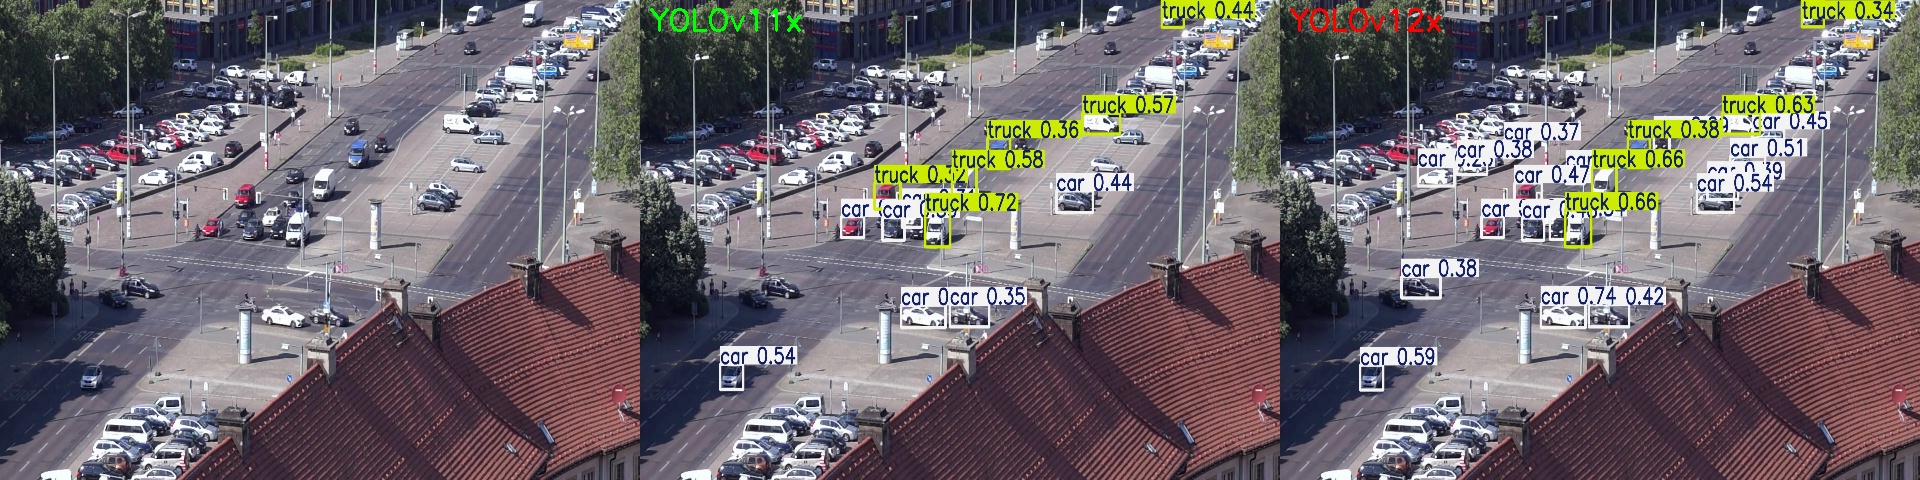 YOLOv11x
truck 0.44
truck 0.57
truck 0.36
truck 0.58
truck 0.32
car 0.44
truck 0.72
car
car 0.35
car 0.54
YOLOv12x
truck 0.34
truck 0.63
car 0.45
truck 0.38
car 0.37
car 0.38
car 0.51
car
truck 0.66
car 0.47
car 0.54
truck 0.66
car
car 0.38
car 0.74
0.42
car 0.59